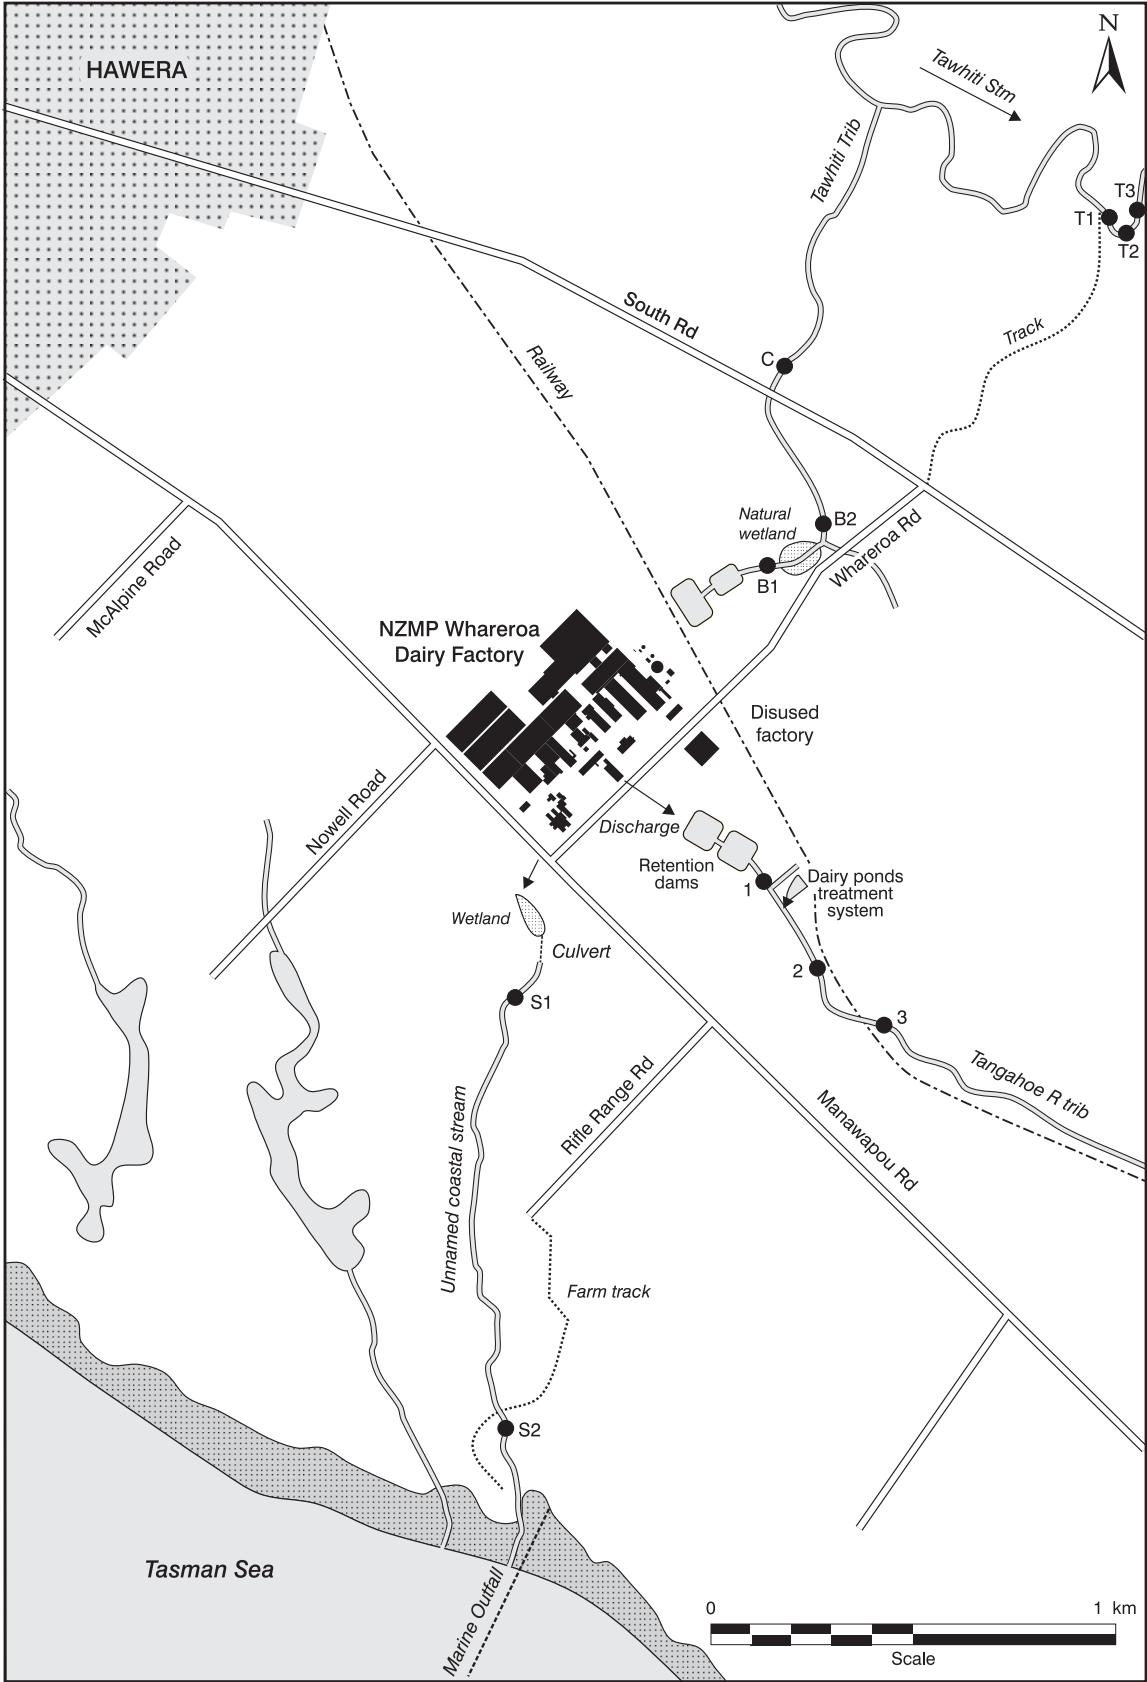 HAWERA
N
Tawhiti Stm
Tawhiti Trib
T3
T1
T2
South Rd
Track
Railway
C
Natural
wetland
B2
B1
Whareroa Rd
McAlpine Road
NZMP Whareroa
Dairy Factory
Disused
factory
Nowell Road
Discharge
Retention
dams
1
Dairy ponds
treatment
system
Wetland
Culvert
2
S1
3
Tangahoe R trib
Rifle Range Rd
Manawapou Rd
Unnamed coastal stream
Farm track
S2
Tasman Sea
Marine Outfall
0
1 km
Scale